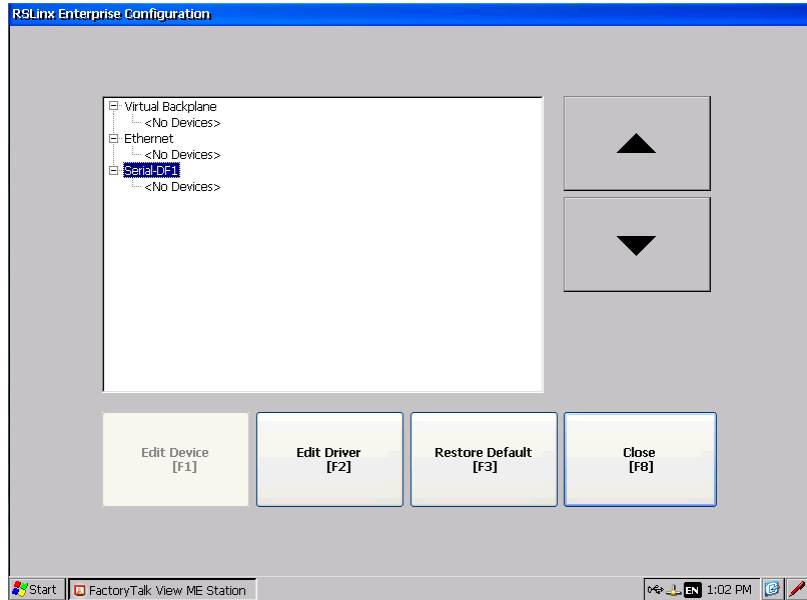 RSLinx Enterprise Configuration
Virtual Backplane
<No Devices>
Ethernet
<No Devices>
Serial-DF1
<No Devices>
Edit Device
[F1]
Edit Driver
[F2]
Restore Default
[F3]
Close
[F8]
Start
FactoryTalk View ME Station
EN
1:02 PM